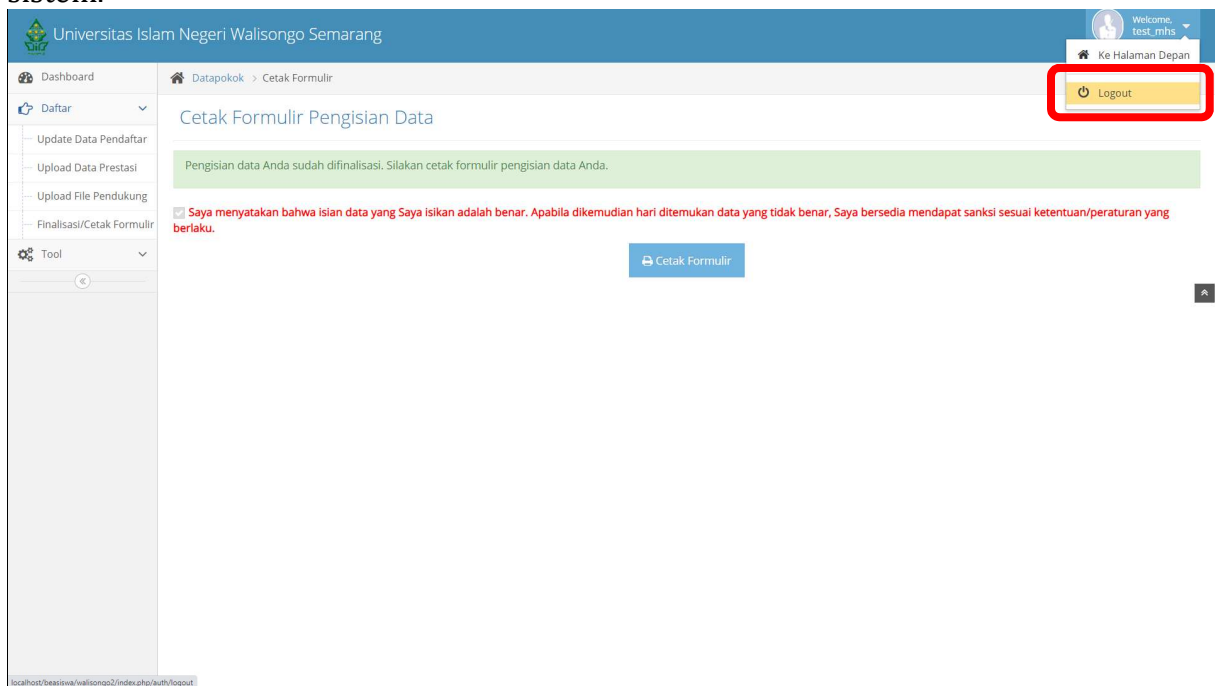 sistem.
Universitas Islam Negeri Walisongo Semarang
Welcome,
test_mhs
Ke Halaman Depan
Logout
Dashboard
Datapokok > Cetak Formulir
Daftar
Cetak Formulir Pengisian Data
Update Data Pendaftar
Upload Data Prestasi
Pengisian data Anda sudah difinalisasi. Silakan cetak formulir pengisian data Anda.
Upload File Pendukung
Finalisasi/Cetak Formulir
Saya menyatakan bahwa isian data yang Saya isikan adalah benar. Apabila dikemudian hari ditemukan data yang tidak benar, Saya bersedia mendapat sanksi sesuai ketentuan/peraturan yang
berlaku.
Tool
Cetak Formulir
localhost/beasiswa/walisongo2/index.php/auth/logout